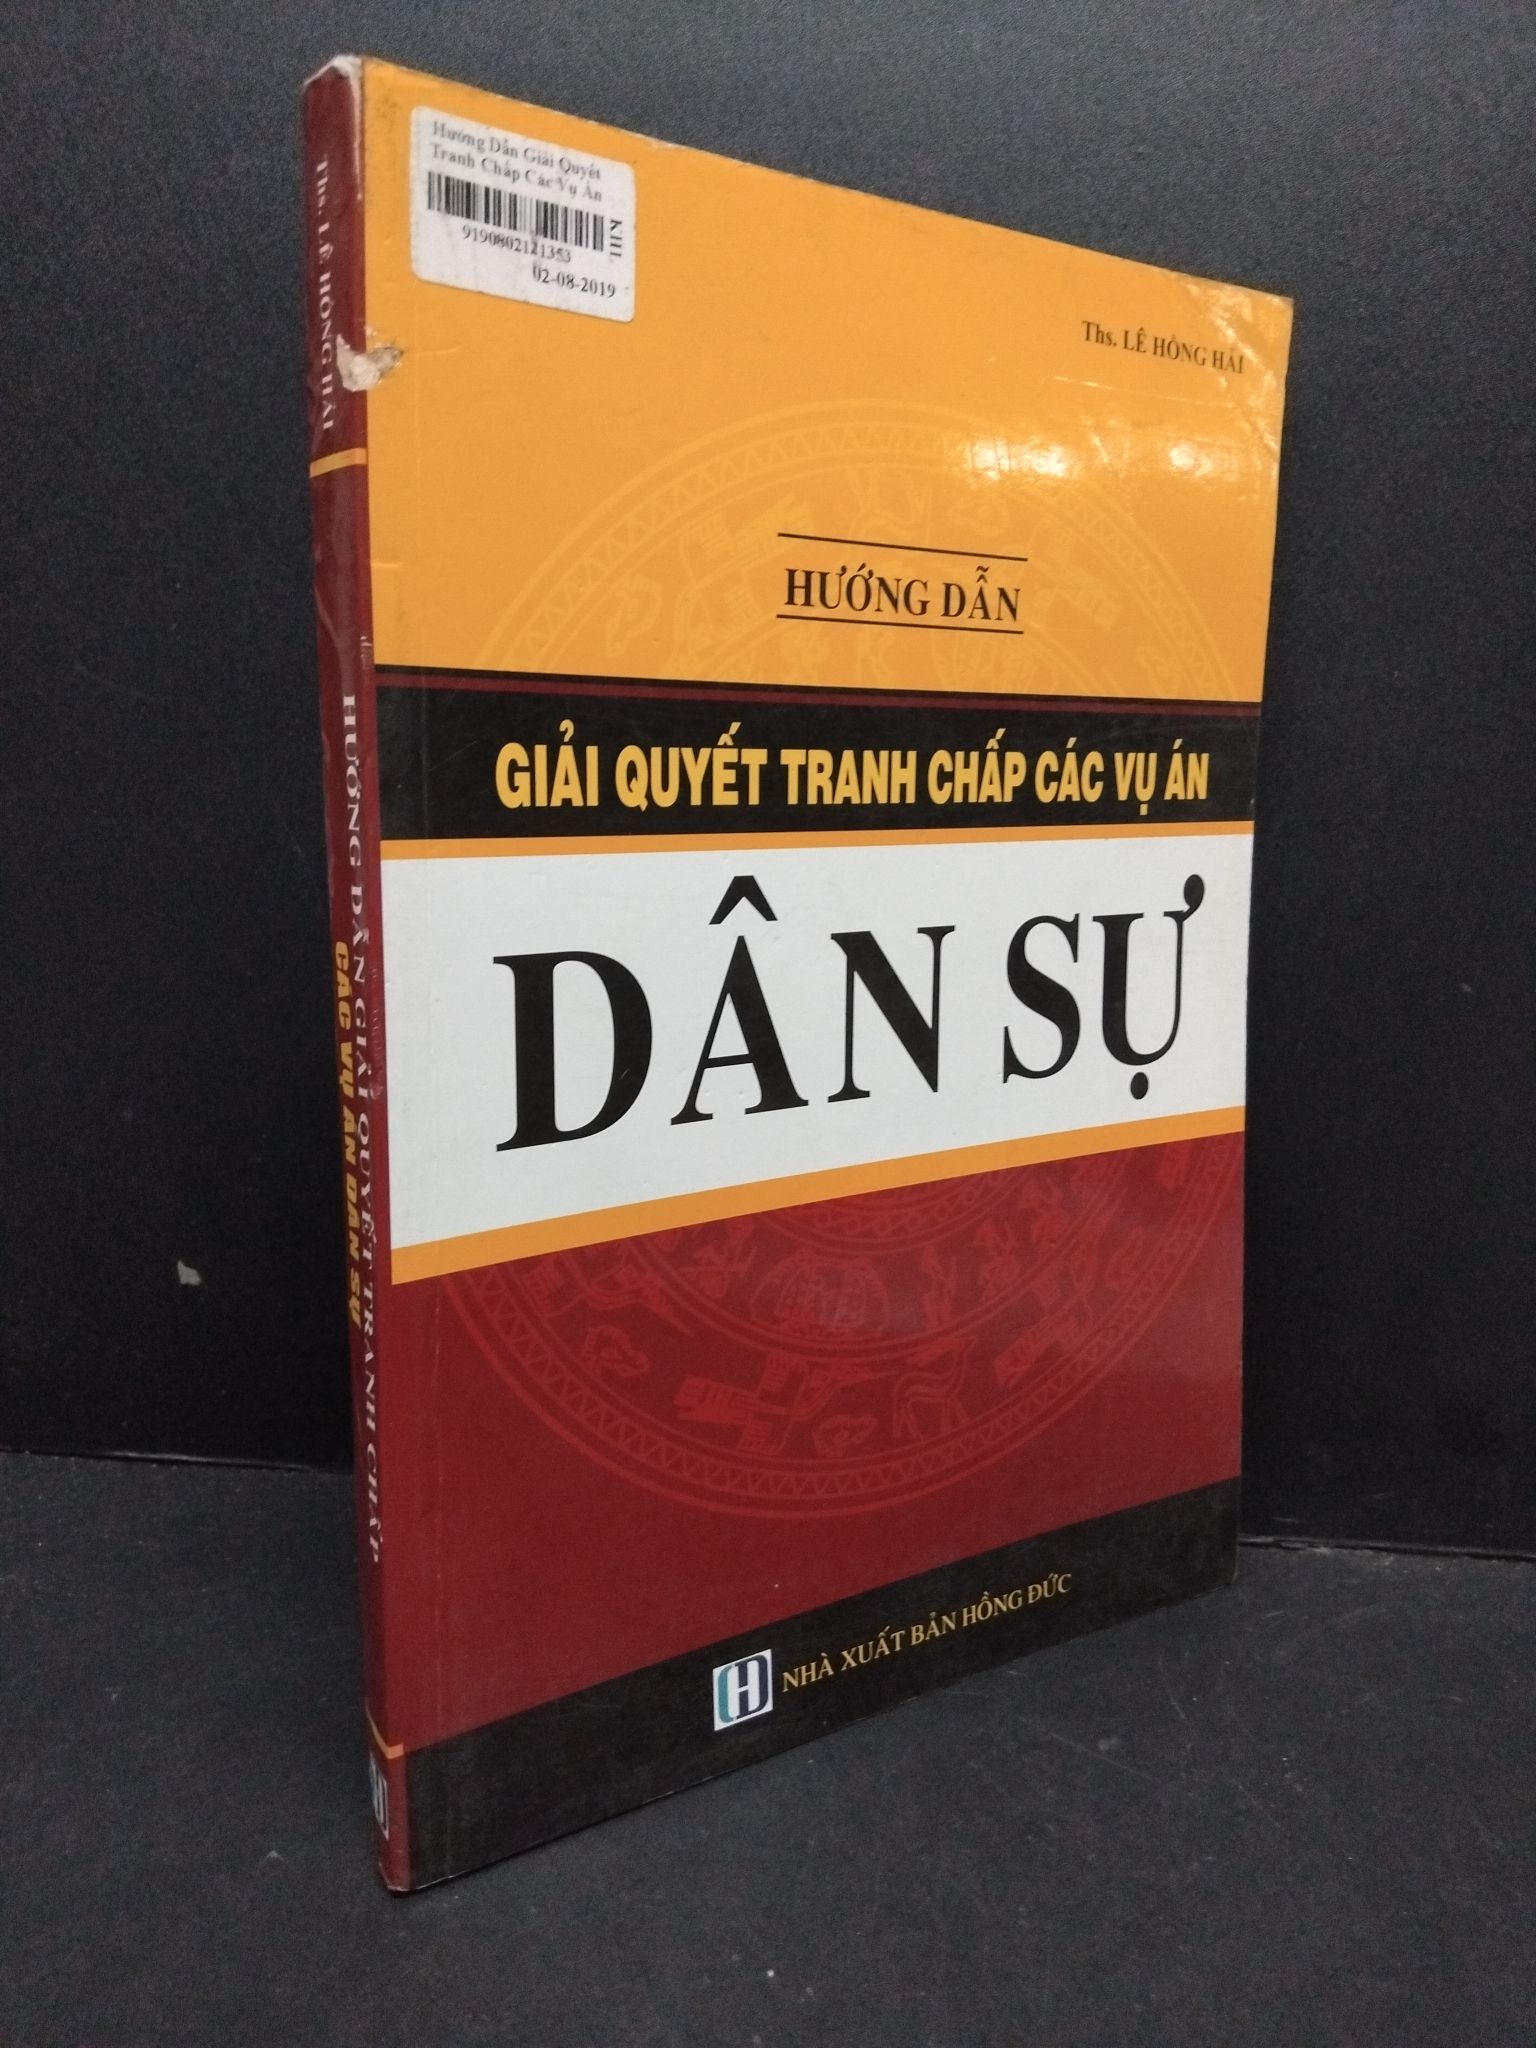 Hướng Dẫn Giải Quyết
Tranh Chấp Các Vụ Án
KHL
9190802121353
02-08-2019
Ths. LÊ HỒNG HẢI
HƯỚNG DẪN
GIẢI QUYẾT TRANH CHẤP CÁC VỤ ÁN
DÂN SỰ
NHÀ XUẤT BẢN HỒNG ĐỨC
Ths. LÊ HỒNG HẢI
HƯỚNG DẪN GIẢI QUYẾT TRANH CHẤP
CÁC VỤ ÁN DÂN SỰ